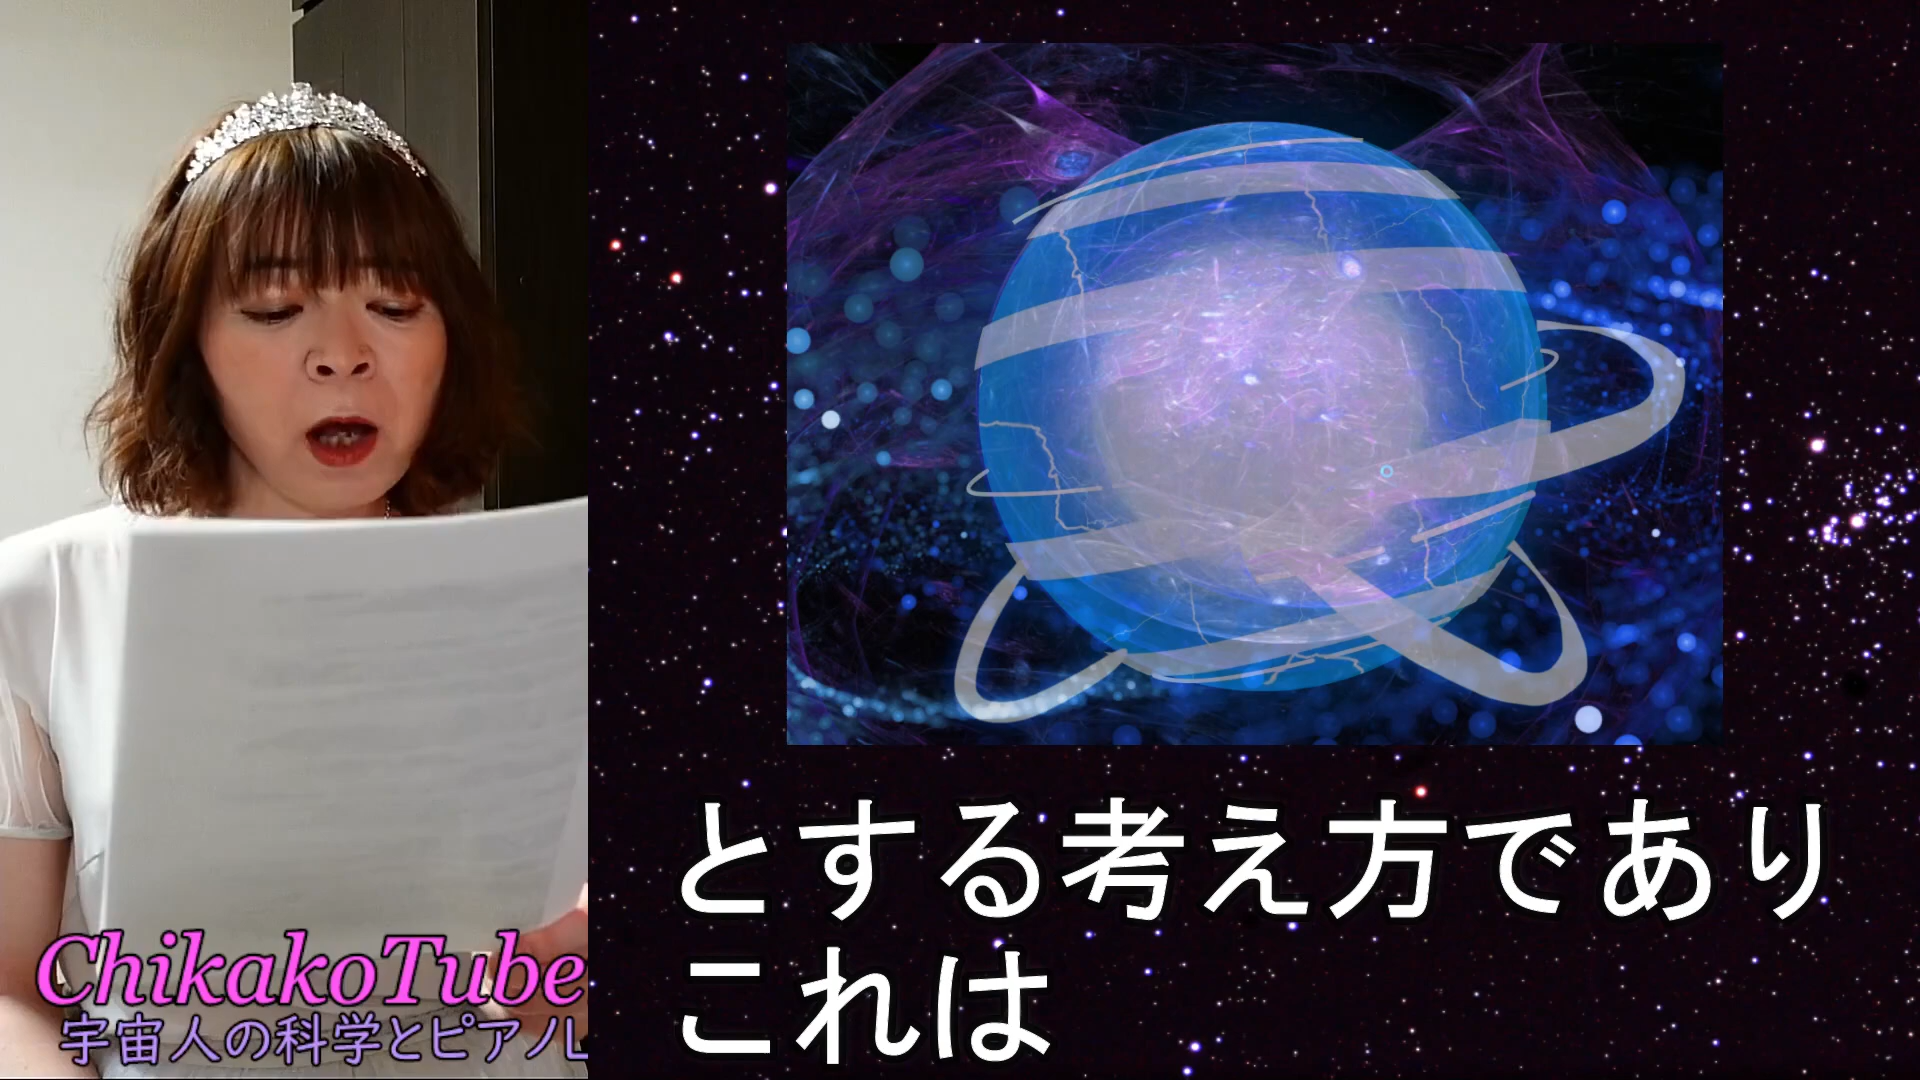 とする考え方であり
これは
ChikakoTube
宇宙人の科学とピアノ